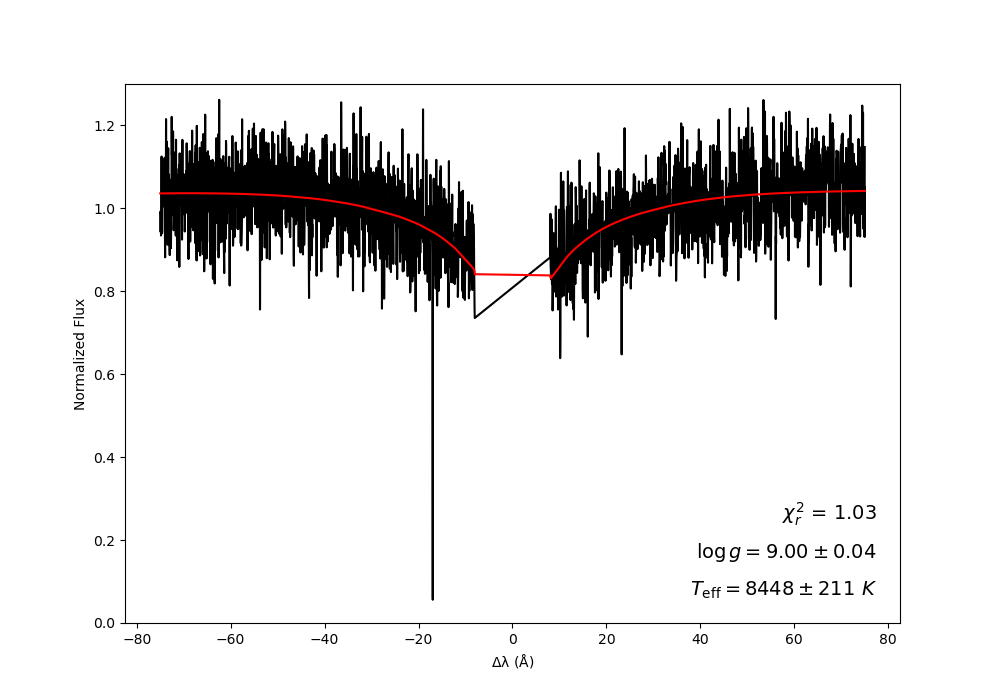 1.2
1.0
0.8
0.6
0.4
0.2
0.0
Normalized Flux
χ²ᵣ = 1.03
log g = 9.00 ± 0.04
T_eff = 8448 ± 211 K
−80 −60 −40 −20 0 20 40 60 80
Δλ (Å)